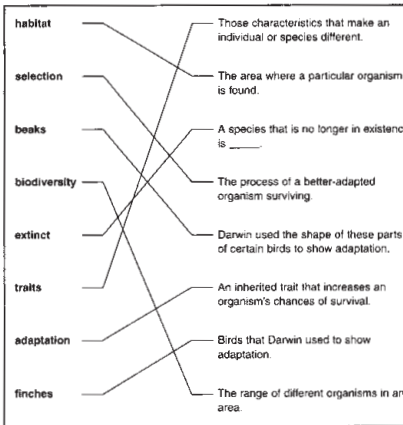 habitat
Those characteristics that make an
individual or species different.
selection
The area where a particular organism
is found.
beaks
A species that is no longer in existenc
is _____.
biodiversity
The process of a better-adapted
organism surviving.
extinct
Darwin used the shape of these parts
of certain birds to show adaptation.
traits
An inherited trait that increases an
organism's chances of survival.
adaptation
Birds that Darwin used to show
adaptation.
finches
The range of different organisms in an
area.